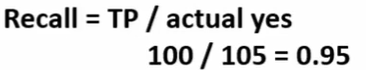 Recall = TP / actual yes
100 / 105 = 0.95